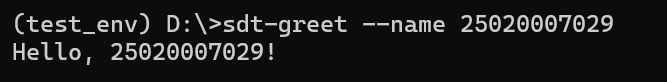 (test_env) D:\>sdt-greet --name 25020007029
Hello, 25020007029!